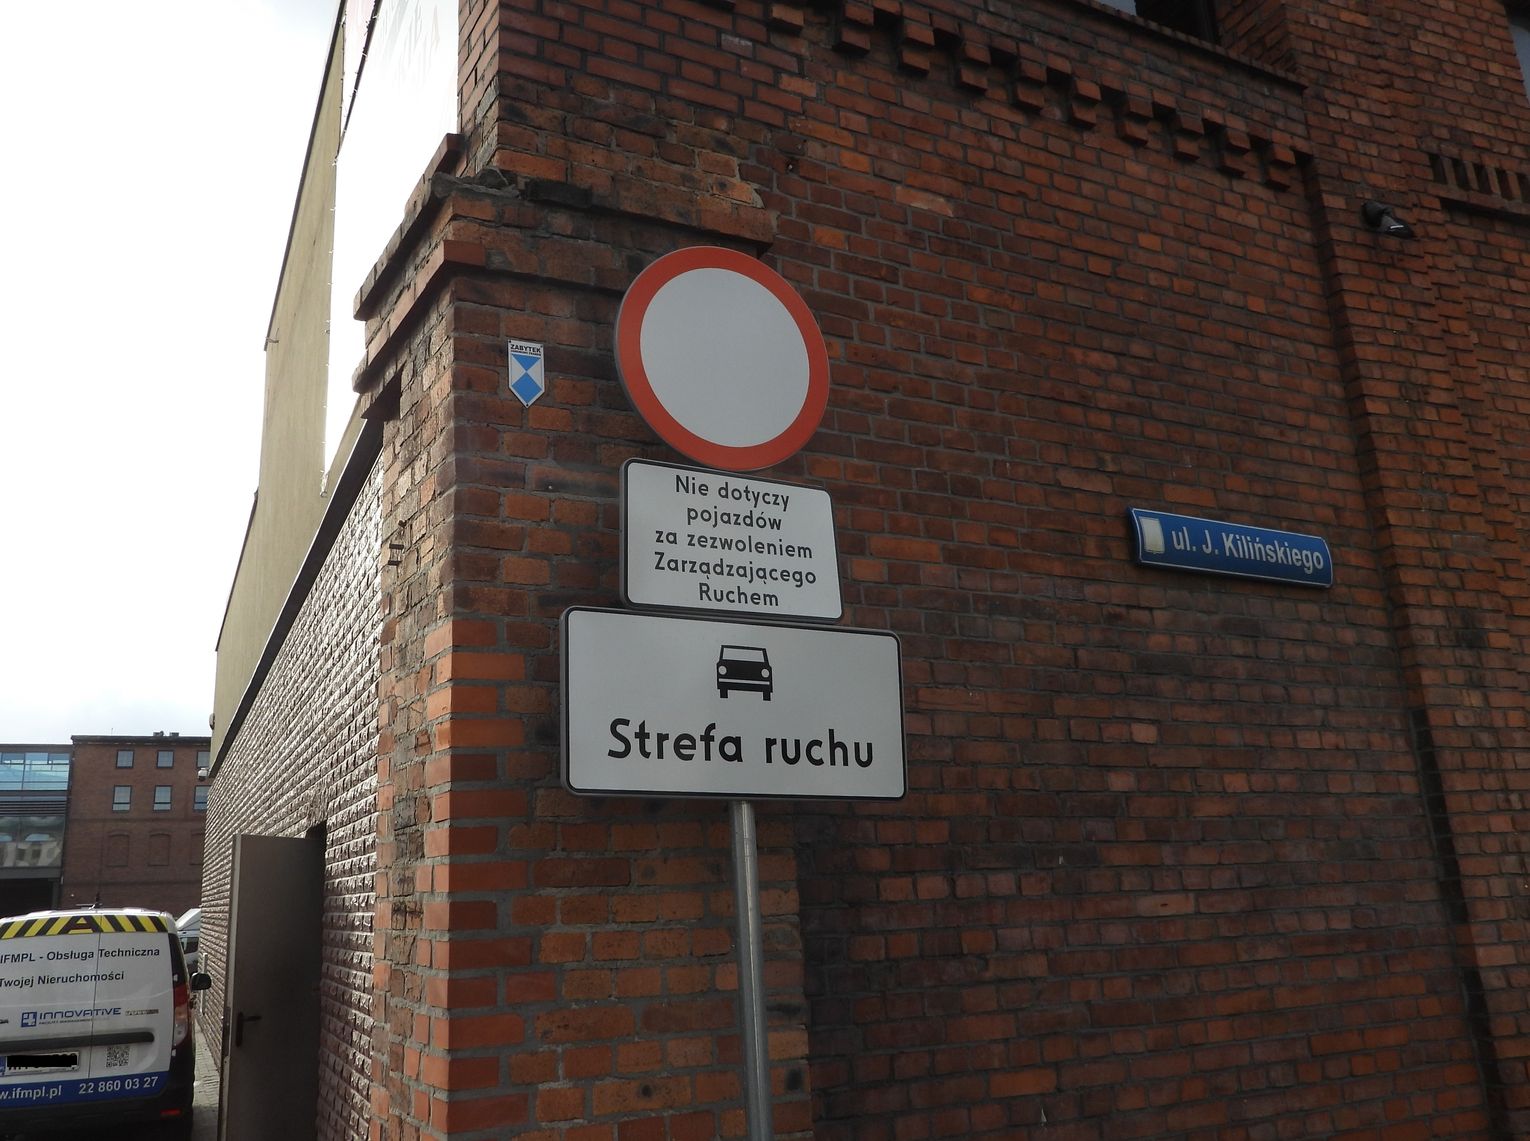 ZABYTEK
Nie dotyczy
pojazdów
za zezwoleniem
Zarządzającego
Ruchem
ul. J. Kilińskiego
Strefa ruchu
IFMPL - Obsługa Techniczna
Twojej Nieruchomości
INNOVATIVE
w.ifmpl.pl 22 860 03 27